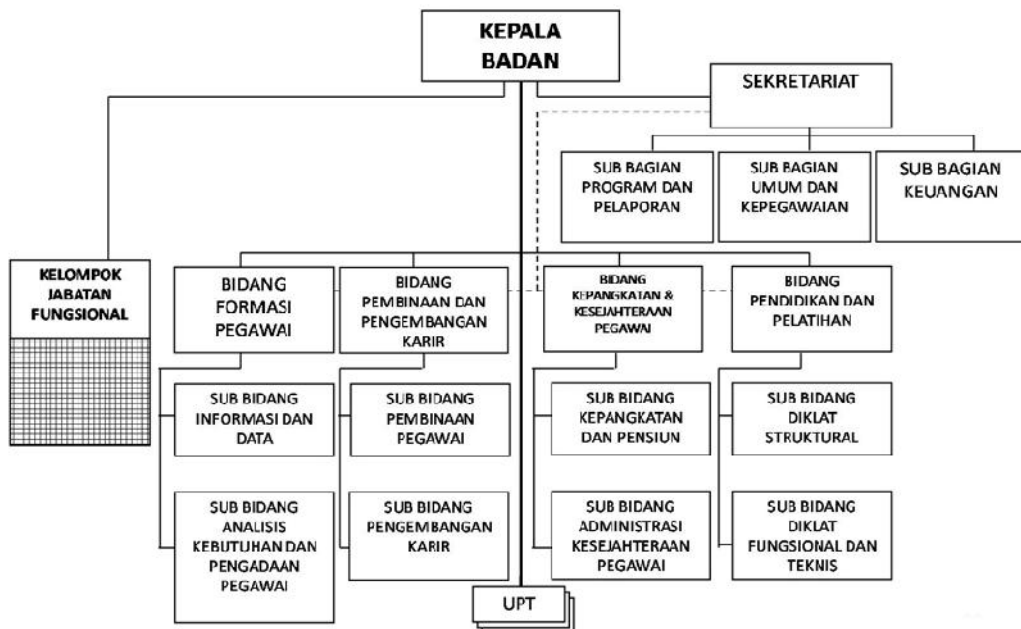 KEPALA
BADAN
SEKRETARIAT
SUB BAGIAN
PROGRAM DAN
PELAPORAN
SUB BAGIAN
UMUM DAN
KEPEGAWAIAN
SUB BAGIAN
KEUANGAN
KELOMPOK
JABATAN
FUNGSIONAL
BIDANG
FORMASI
PEGAWAI
BIDANG
PEMBINAAN DAN
PENGEMBANGAN
KARIR
BIDANG
KEPANGKATAN &
KESEJAHTERAAN
PEGAWAI
BIDANG
PENDIDIKAN DAN
PELATIHAN
SUB BIDANG
INFORMASI DAN
DATA
SUB BIDANG
PEMBINAAN
PEGAWAI
SUB BIDANG
KEPANGKATAN
DAN PENSIUN
SUB BIDANG
DIKLAT
STRUKTURAL
SUB BIDANG
ANALISIS
KEBUTUHAN DAN
PENGADAAN
PEGAWAI
SUB BIDANG
PENGEMBANGAN
KARIR
SUB BIDANG
ADMINISTRASI
KESEJAHTERAAN
PEGAWAI
SUB BIDANG
DIKLAT
FUNGSIONAL DAN
TEKNIS
UPT